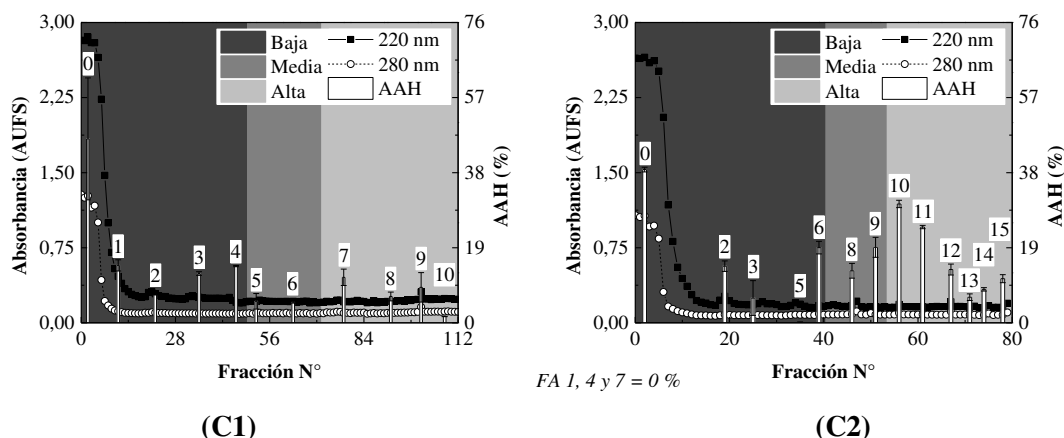 3,00
2,25
1,50
0,75
0,00
Absorbancia (AUFS)
76
57
38
19
0
AAH (%)
0 28 56 84 112
Fracción N°
Baja
Media
Alta
220 nm
280 nm
AAH
0
1
2
3
4
5
6
7
8
9
10
(C1)
3,00
2,25
1,50
0,75
0,00
Absorbancia (AUFS)
76
57
38
19
0
AAH (%)
0 20 40 60 80
Fracción N°
Baja
Media
Alta
220 nm
280 nm
AAH
0
2
3
5
6
8
9
10
11
12
13
14
15
FA 1, 4 y 7 = 0 %
(C2)